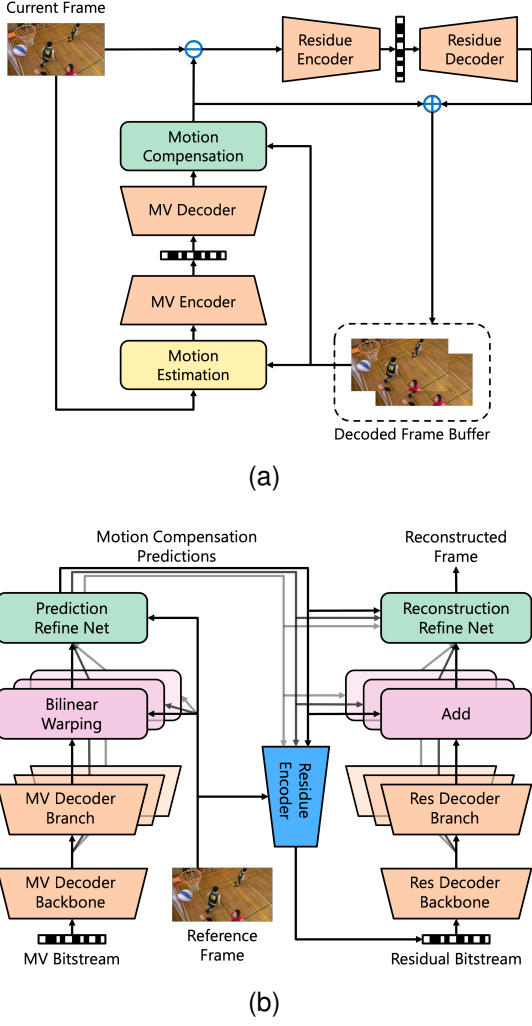 Current Frame
Residue
Encoder
Residue
Decoder
Motion
Compensation
MV Decoder
MV Encoder
Motion
Estimation
Decoded Frame Buffer
(a)
Motion Compensation
Predictions
Reconstructed
Frame
Prediction
Refine Net
Reconstruction
Refine Net
Bilinear
Warping
Add
Residue
Encoder
MV Decoder
Branch
Res Decoder
Branch
MV Decoder
Backbone
Res Decoder
Backbone
MV Bitstream
Reference
Frame
Residual Bitstream
(b)